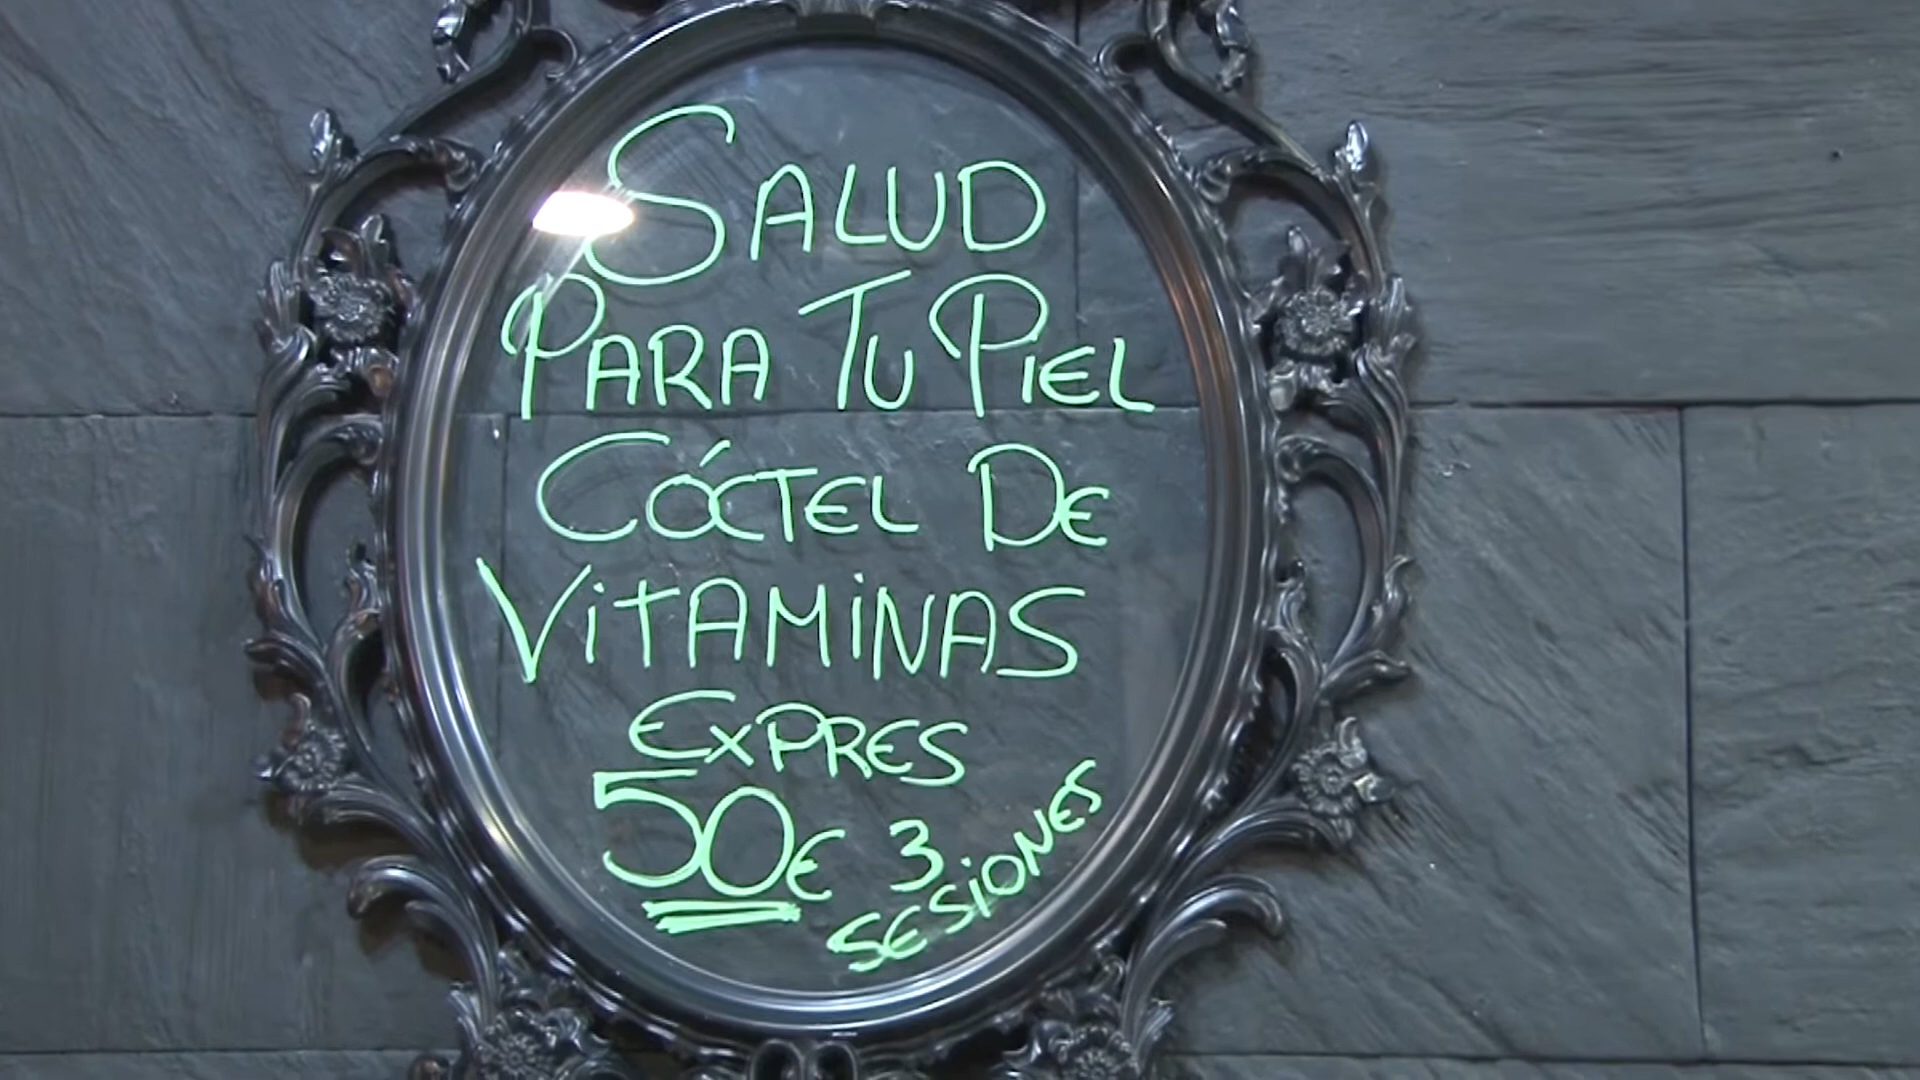 SALUD
PARA TU PIEL
CÓCTEL DE
ViTAMiNAS
EXPRES
50€ 3
SESiONES